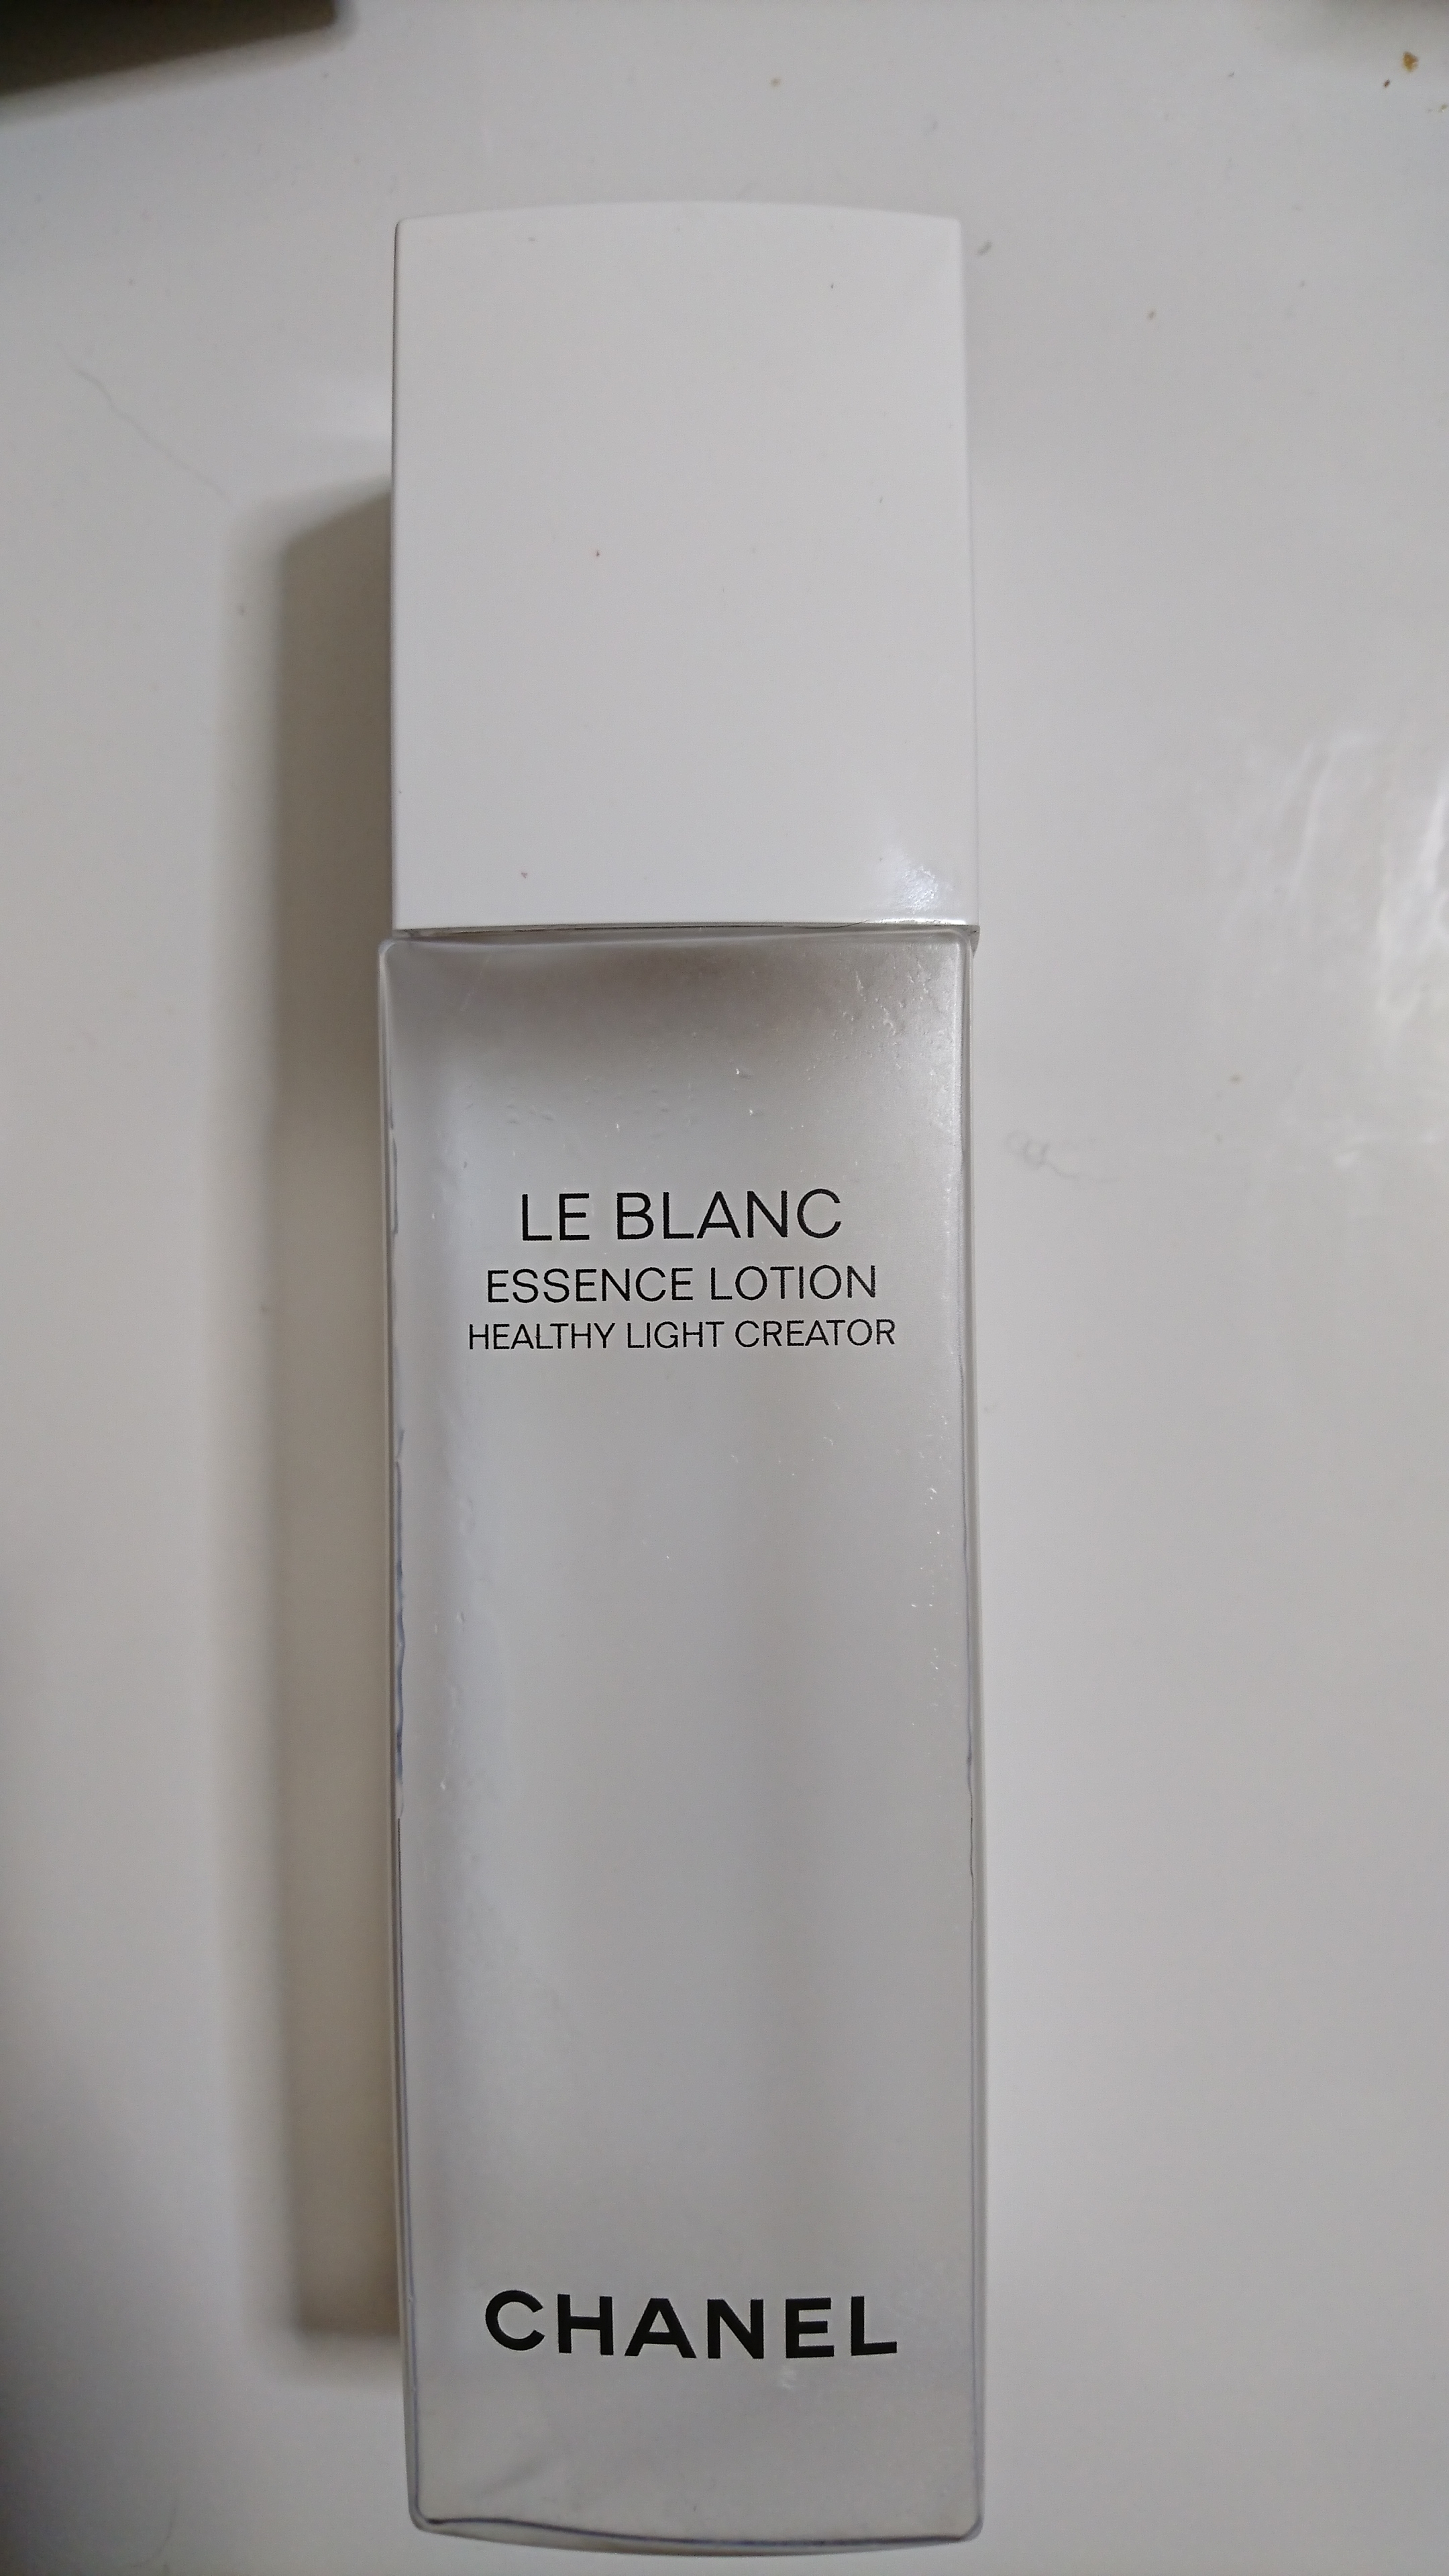 LE BLANC
ESSENCE LOTION
HEALTHY LIGHT CREATOR
CHANEL